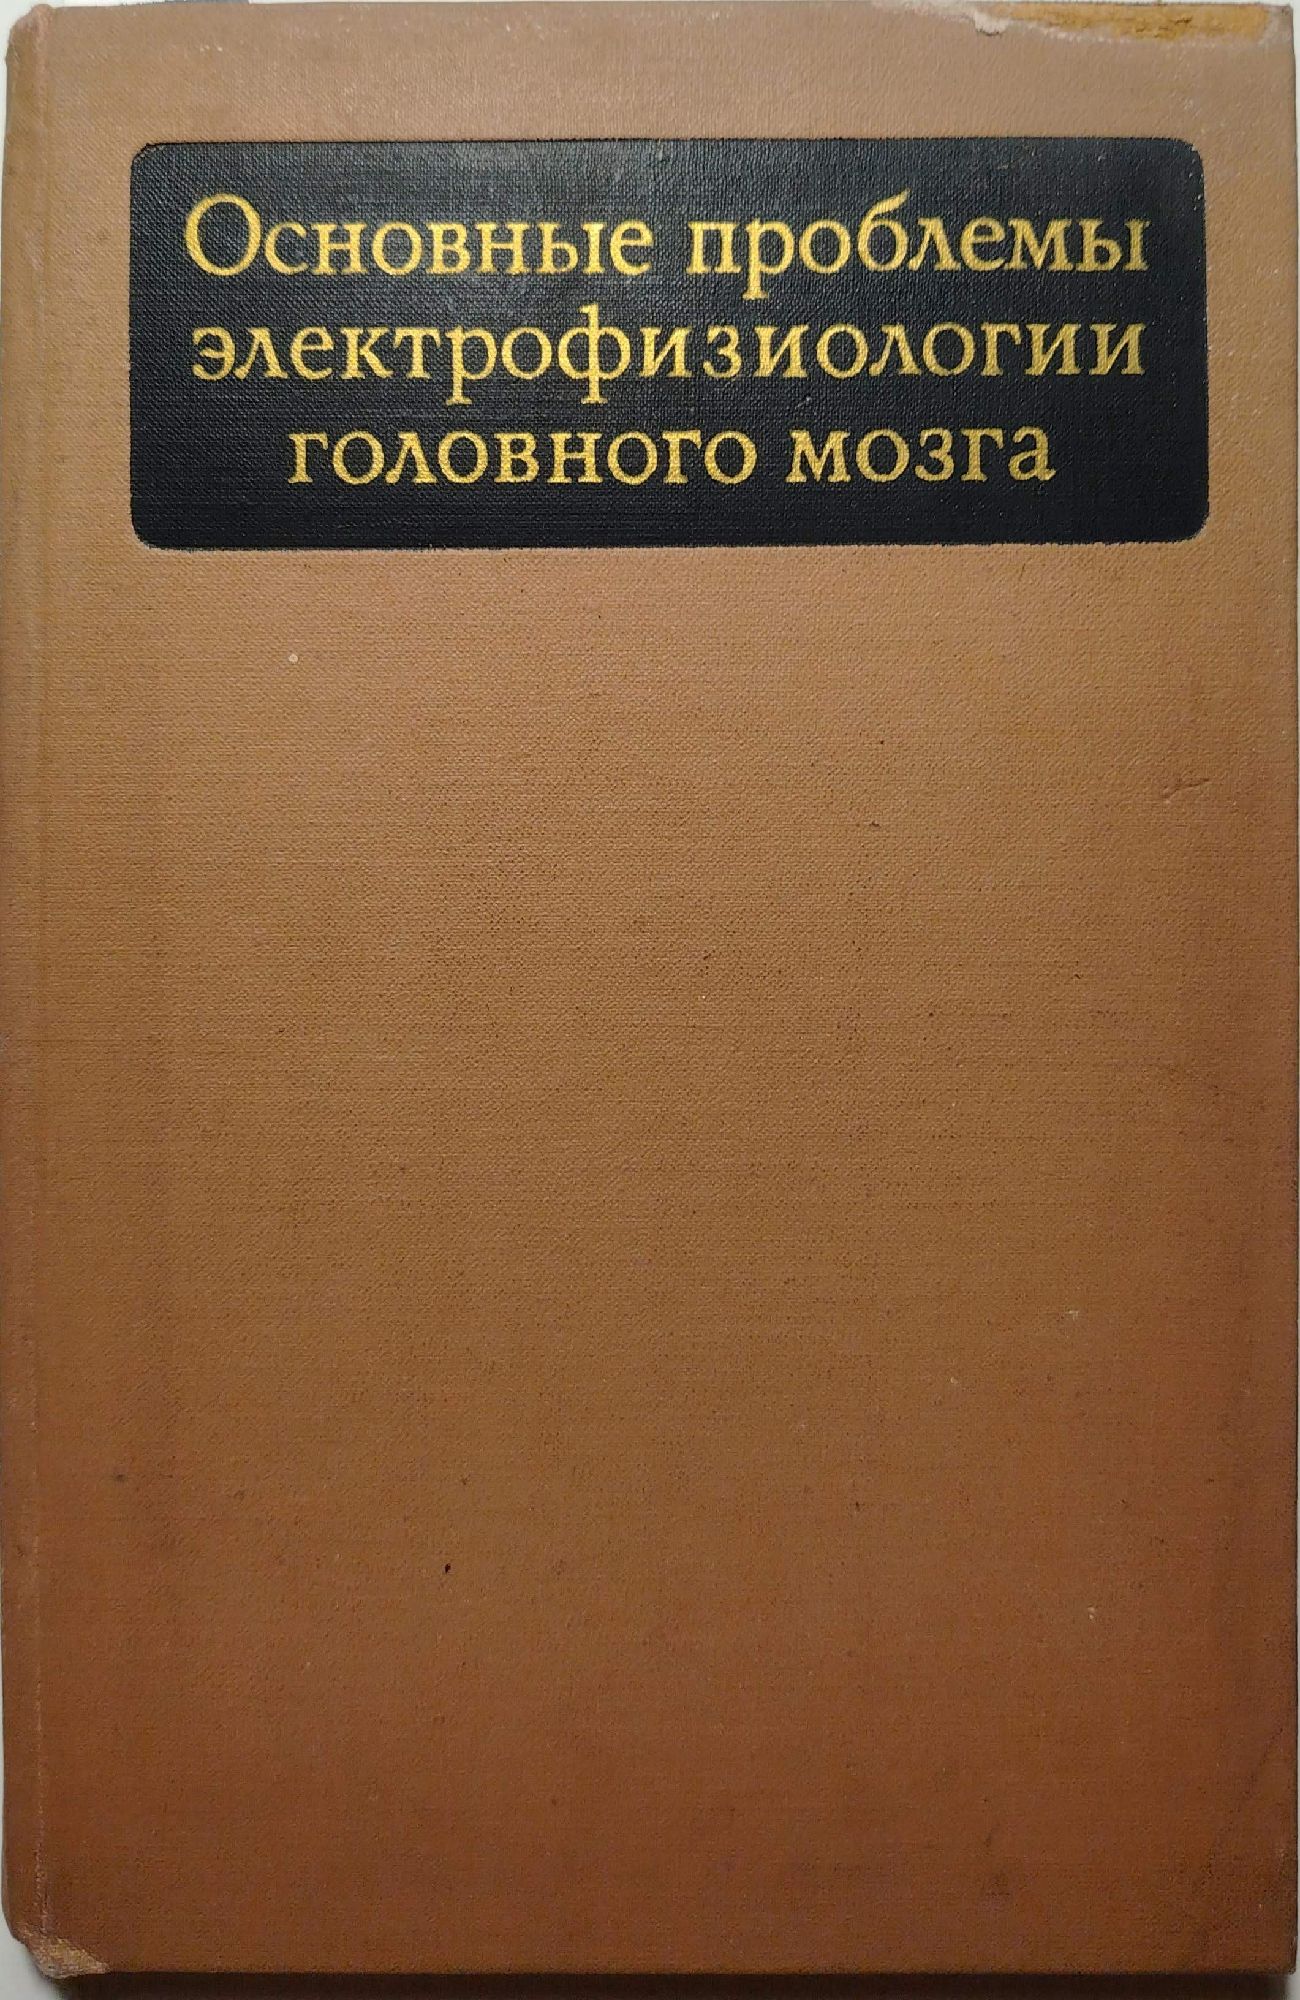 Основные проблемы
электрофизиологии
головного мозга